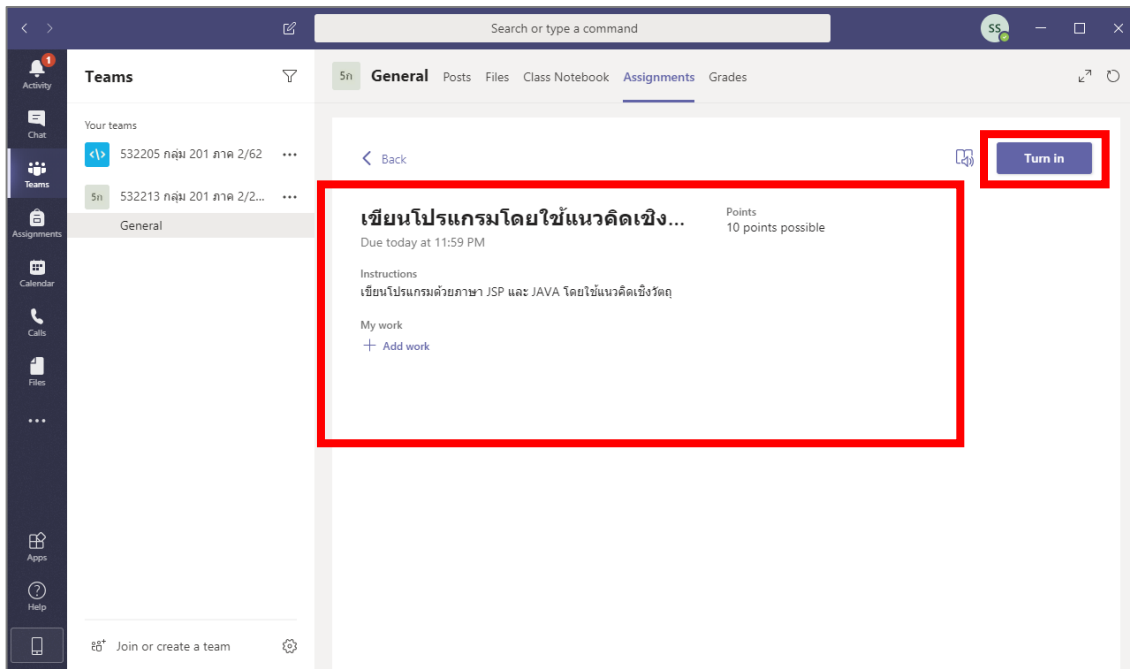 Search or type a command
SS
1
Activity
Chat
Teams
Assignments
Calendar
Calls
Files
Apps
Help
Teams
Your teams
532205 กลุ่ม 201 ภาค 2/62
5ก 532213 กลุ่ม 201 ภาค 2/2...
General
Join or create a team
5ก General Posts Files Class Notebook Assignments Grades
Back
Turn in
เขียนโปรแกรมโดยใช้แนวคิดเชิง...
Due today at 11:59 PM
Points
10 points possible
Instructions
เขียนโปรแกรมด้วยภาษา JSP และ JAVA โดยใช้แนวคิดเชิงวัตถุ
My work
Add work